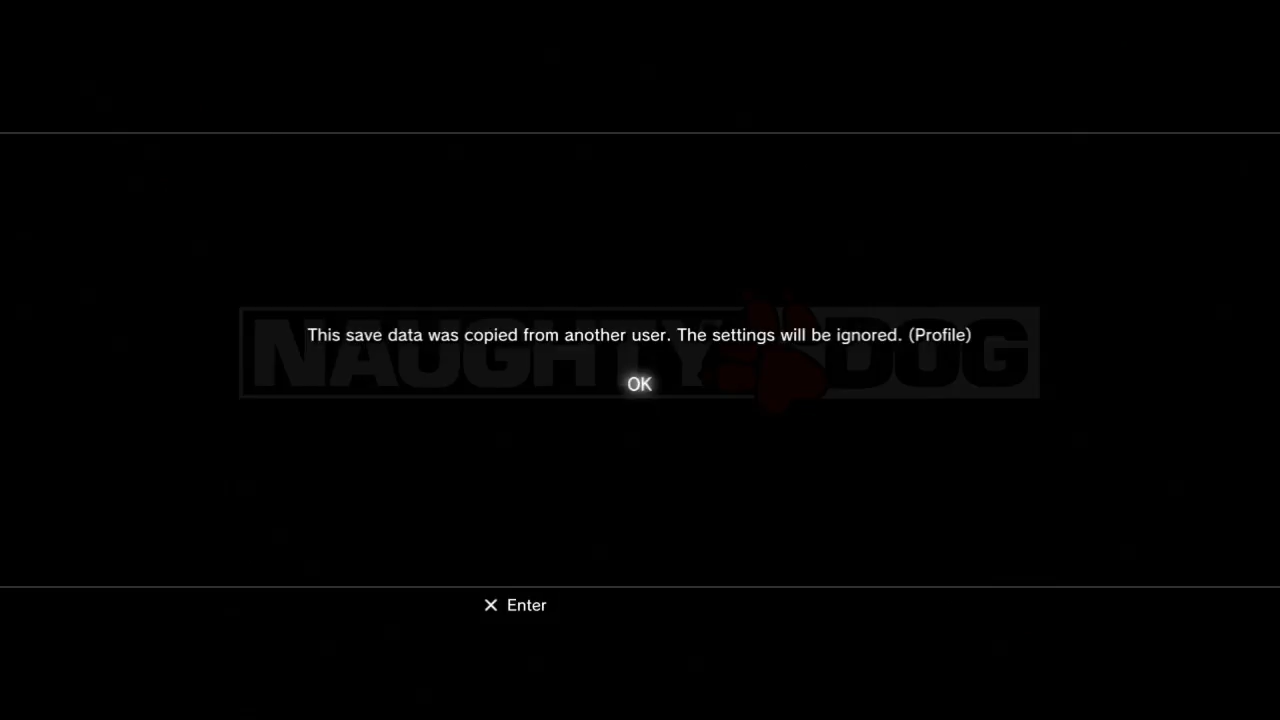 NAUGHTY DOG
This save data was copied from another user. The settings will be ignored. (Profile)
OK
Enter